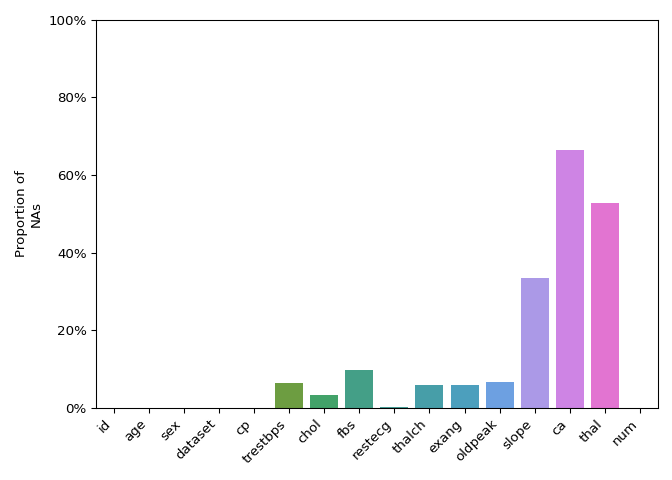 100%
80%
60%
40%
20%
0%
Proportion of
NAs
id
age
sex
dataset
cp
trestbps
chol
fbs
restecg
thalch
exang
oldpeak
slope
ca
thal
num